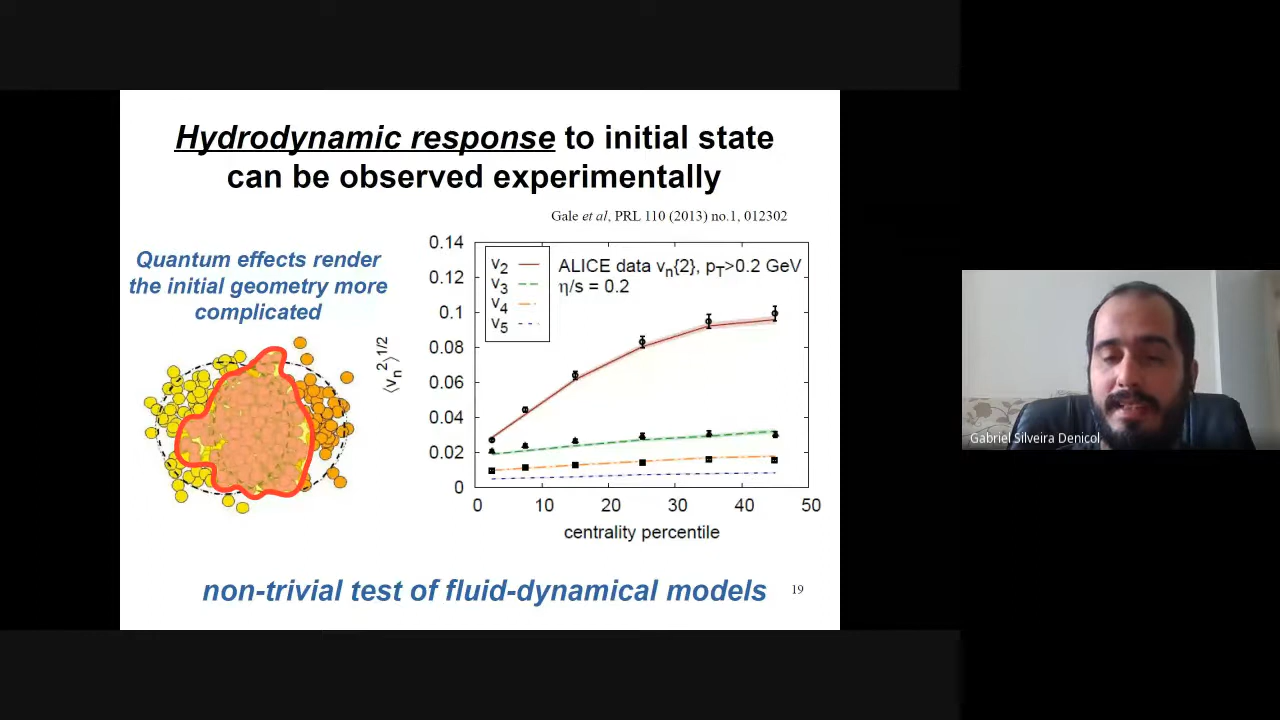 Hydrodynamic response to initial state
can be observed experimentally
Gale et al, PRL 110 (2013) no.1, 012302
Quantum effects render
the initial geometry more
complicated
0.14
0.12
0.1
0.08
0.06
0.04
0.02
0
⟨vn²⟩1/2
v2
v3
v4
v5
ALICE data vn{2}, pT>0.2 GeV
η/s = 0.2
0 10 20 30 40 50
centrality percentile
non-trivial test of fluid-dynamical models
19
Gabriel Silveira Denicol